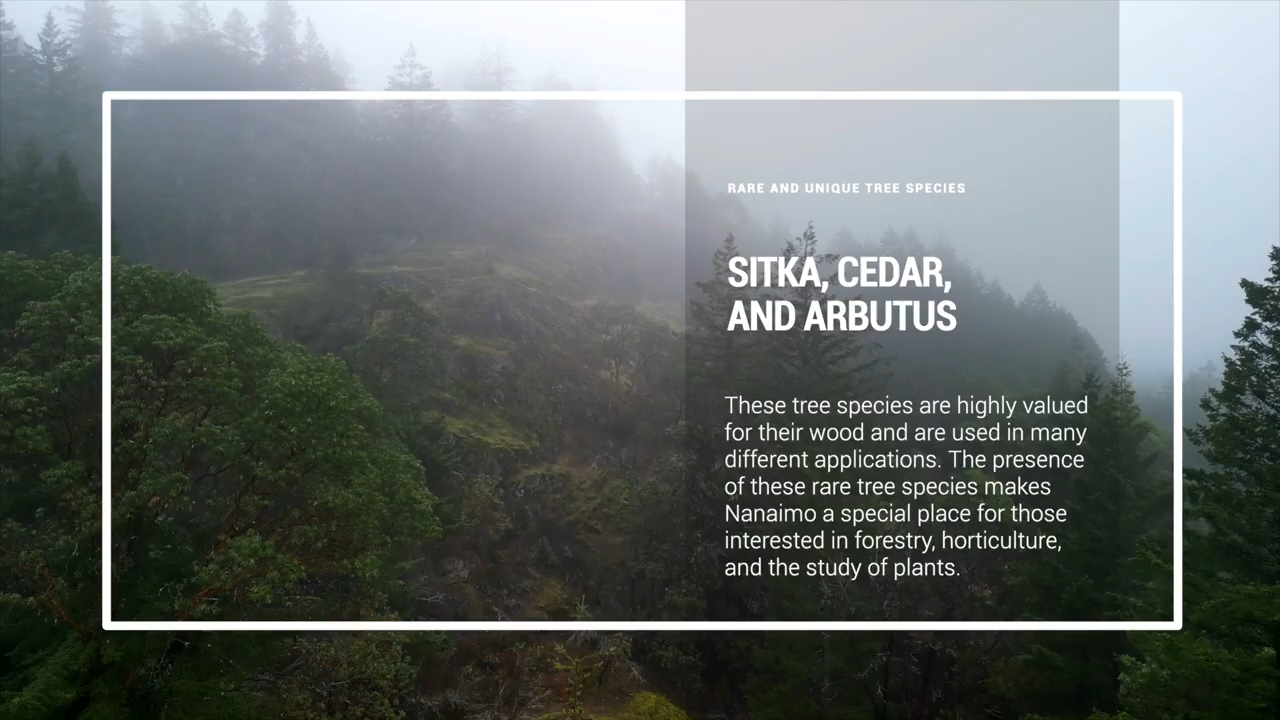 RARE AND UNIQUE TREE SPECIES
SITKA, CEDAR,
AND ARBUTUS
These tree species are highly valued
for their wood and are used in many
different applications. The presence
of these rare tree species makes
Nanaimo a special place for those
interested in forestry, horticulture,
and the study of plants.